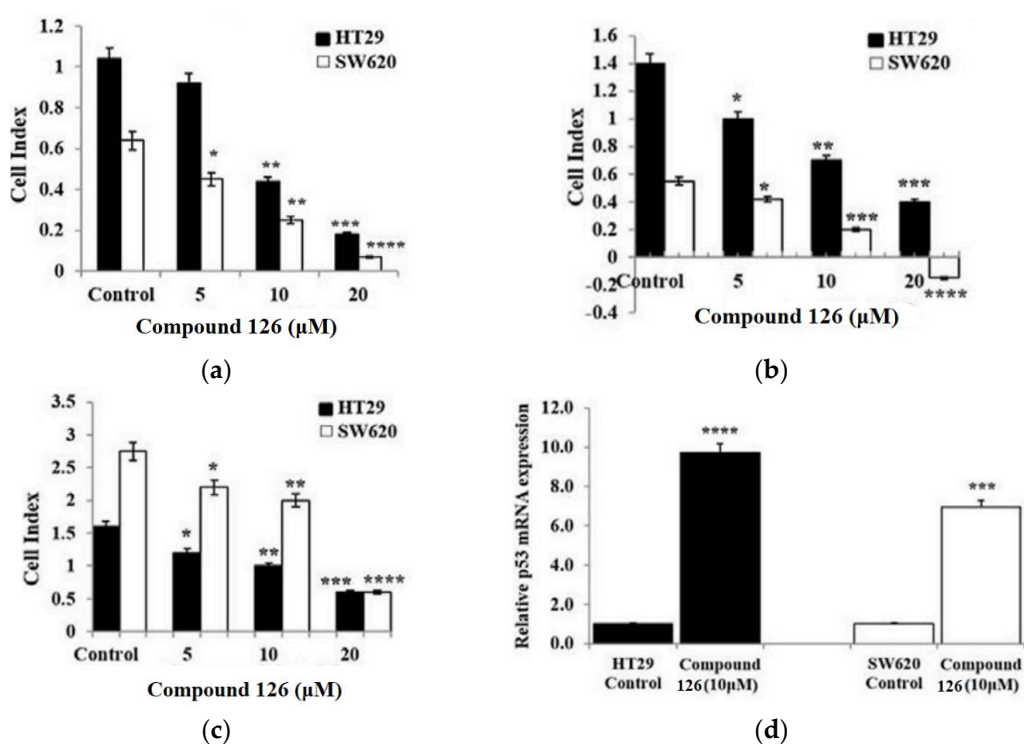 HT29
SW620
1.2
1
0.8
0.6
0.4
0.2
0
Cell Index
*
**
**
***
****
Control 5 10 20
Compound 126 (μM)
(a)
HT29
SW620
1.6
1.4
1.2
1
0.8
0.6
0.4
0.2
0
-0.2
-0.4
Cell Index
*
*
**
***
***
****
Control 5 10 20
Compound 126 (μM)
(b)
HT29
SW620
3.5
3
2.5
2
1.5
1
0.5
0
Cell Index
*
*
**
**
***
****
Control 5 10 20
Compound 126 (μM)
(c)
12.0
10.0
8.0
6.0
4.0
2.0
0.0
Relative p53 mRNA expression
****
***
HT29 Compound SW620 Compound
Control 126 (10μM) Control 126 (10μM)
(d)